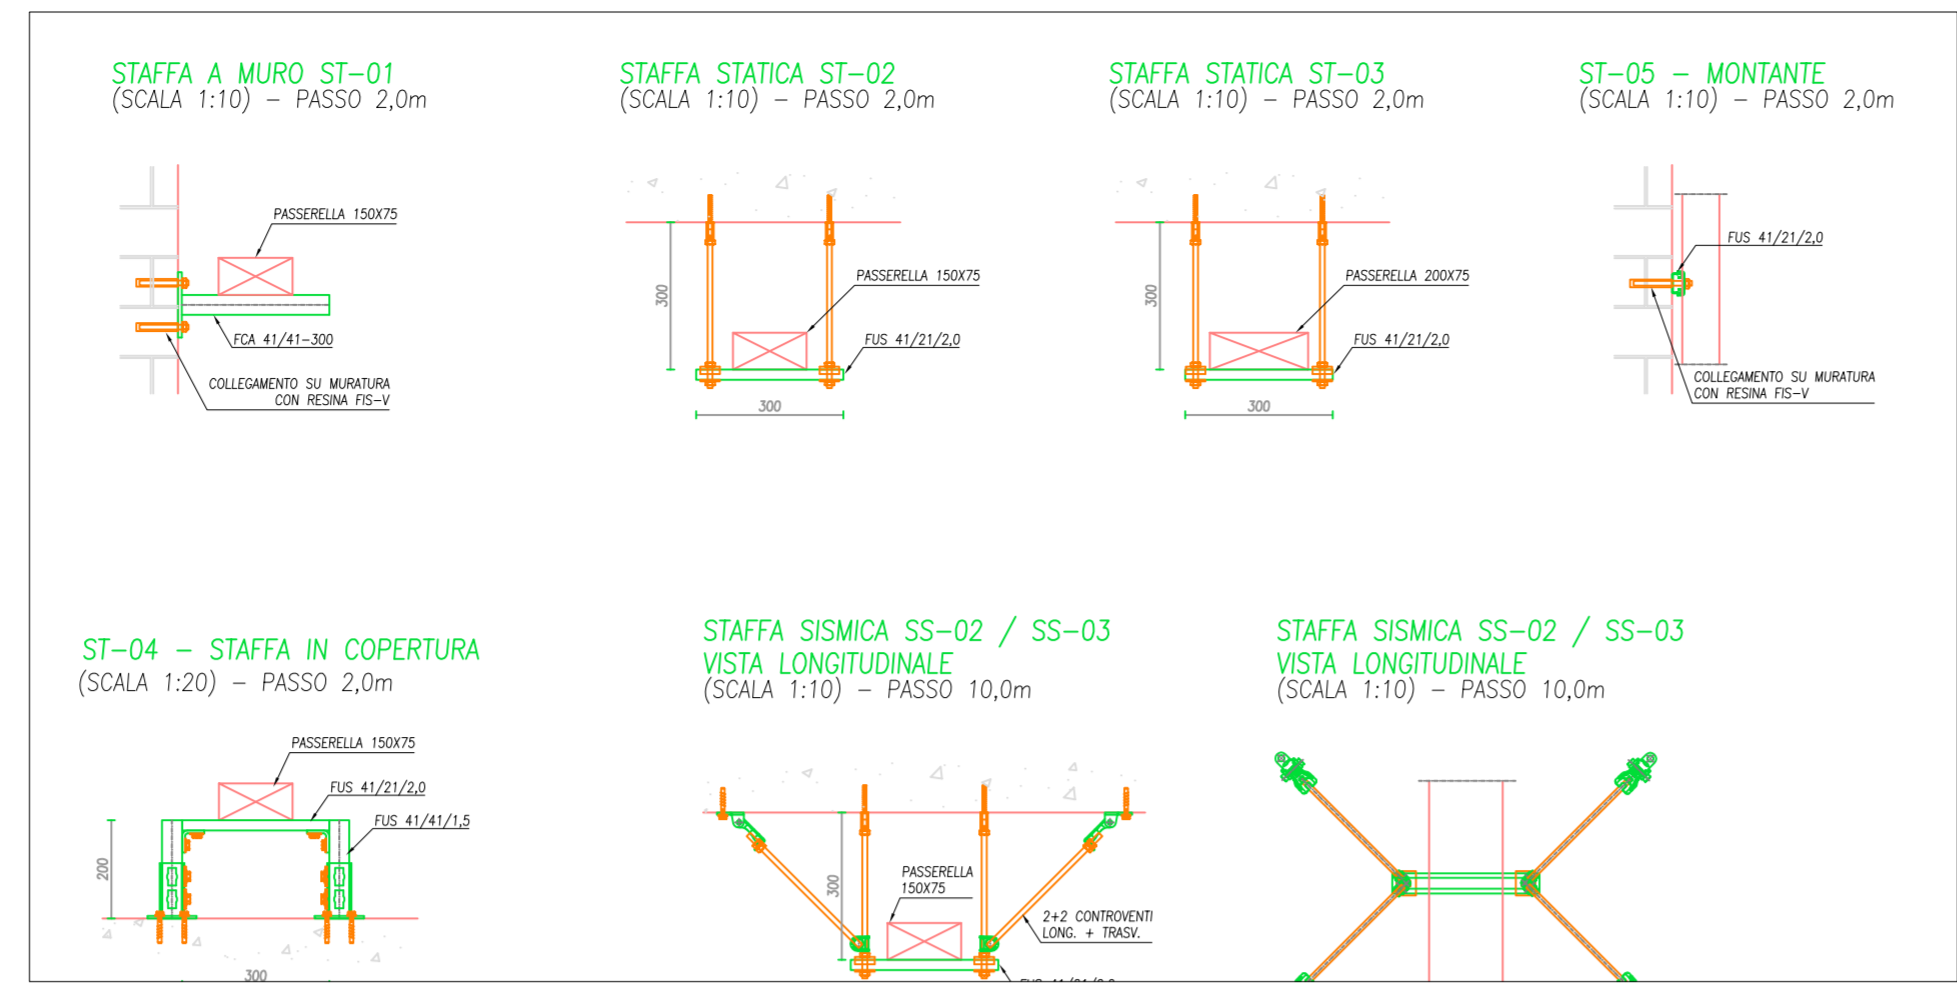 STAFFA A MURO ST-01
(SCALA 1:10) - PASSO 2,0m
PASSERELLA 150X75
FCA 41/41-300
COLLEGAMENTO SU MURATURA
CON RESINA FIS-V
STAFFA STATICA ST-02
(SCALA 1:10) - PASSO 2,0m
300
PASSERELLA 150X75
FUS 41/21/2,0
300
STAFFA STATICA ST-03
(SCALA 1:10) - PASSO 2,0m
300
PASSERELLA 200X75
FUS 41/21/2,0
300
ST-05 - MONTANTE
(SCALA 1:10) - PASSO 2,0m
FUS 41/21/2,0
COLLEGAMENTO SU MURATURA
CON RESINA FIS-V
ST-04 - STAFFA IN COPERTURA
(SCALA 1:20) - PASSO 2,0m
PASSERELLA 150X75
FUS 41/21/2,0
FUS 41/41/1,5
200
300
STAFFA SISMICA SS-02 / SS-03
VISTA LONGITUDINALE
(SCALA 1:10) - PASSO 10,0m
300
PASSERELLA
150X75
2+2 CONTROVENTI
LONG. + TRASV.
STAFFA SISMICA SS-02 / SS-03
VISTA LONGITUDINALE
(SCALA 1:10) - PASSO 10,0m